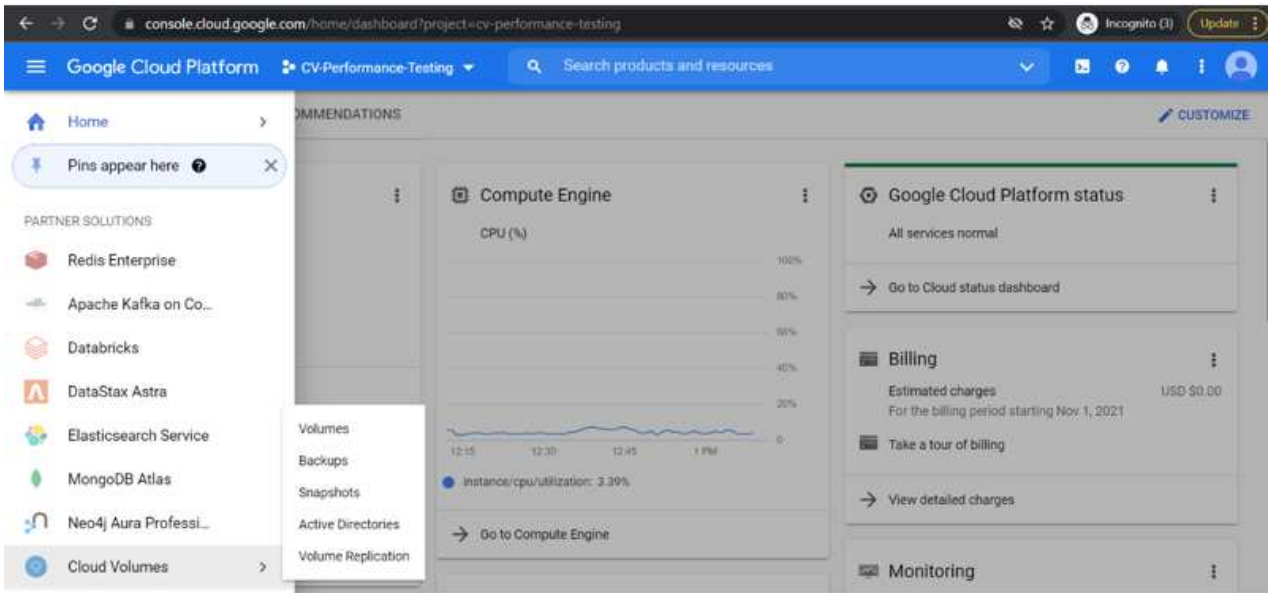 console.cloud.google.com/home/dashboard?project=cv-performance-testing
Incognito (3)
Update
Google Cloud Platform
CV-Performance-Testing
Search products and resources
Home
OMMENDATIONS
CUSTOMIZE
Pins appear here
PARTNER SOLUTIONS
Redis Enterprise
Apache Kafka on Co...
Databricks
DataStax Astra
Elasticsearch Service
MongoDB Atlas
Neo4j Aura Professi...
Cloud Volumes
Volumes
Backups
Snapshots
Active Directories
Volume Replication
Compute Engine
CPU (%)
100%
80%
60%
40%
20%
0
12:15 12:30 12:45 1 PM
instance/cpu/utilization: 3.39%
Go to Compute Engine
Google Cloud Platform status
All services normal
Go to Cloud status dashboard
Billing
Estimated charges USD $0.00
For the billing period starting Nov 1, 2021
Take a tour of billing
View detailed charges
Monitoring